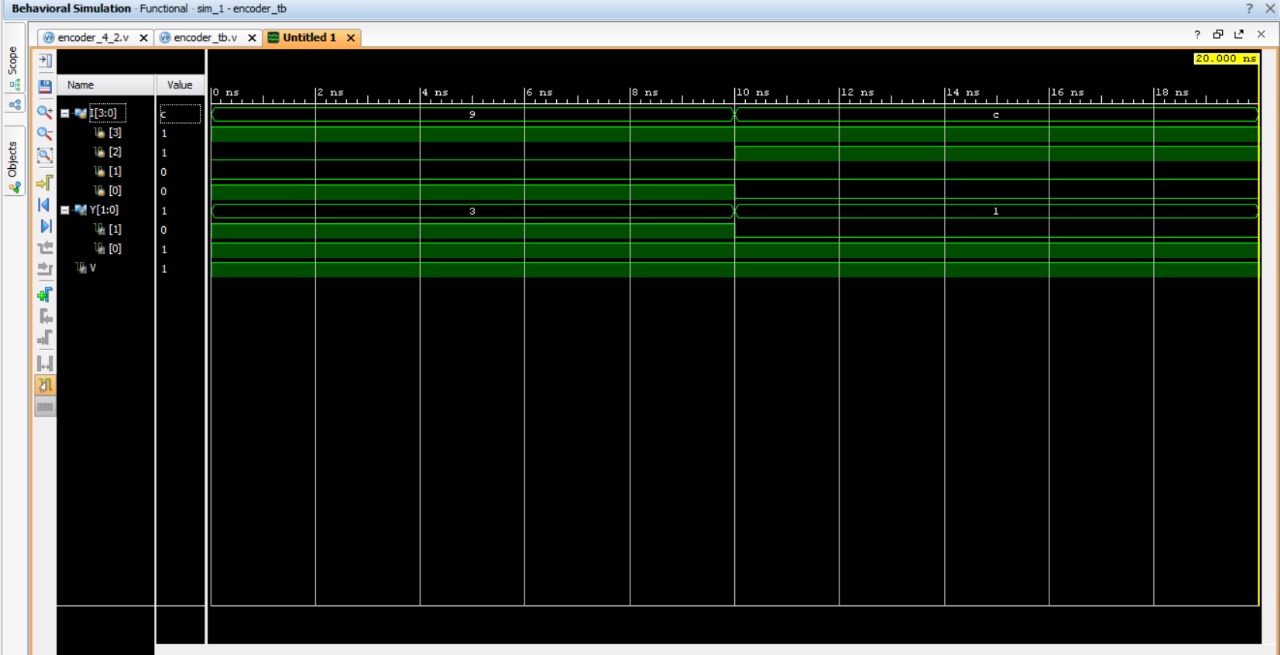 Behavioral Simulation - Functional - sim_1 - encoder_tb
encoder_4_2.v encoder_tb.v Untitled 1
Scope
Objects
20.000 ns
Name Value
0 ns 2 ns 4 ns 6 ns 8 ns 10 ns 12 ns 14 ns 16 ns 18 ns
I[3:0] c 9 c
[3] 1
[2] 1
[1] 0
[0] 0
Y[1:0] 1 3 1
[1] 0
[0] 1
V 1